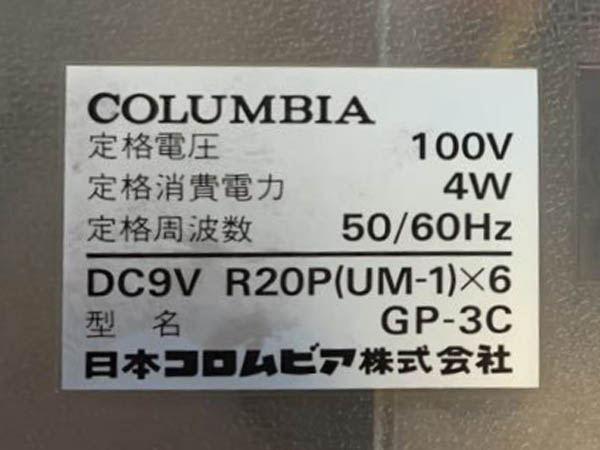 COLUMBIA
定格電圧 100V
定格消費電力 4W
定格周波数 50/60Hz
DC9V R20P(UM-1)×6
型名 GP-3C
日本コロムビア株式会社